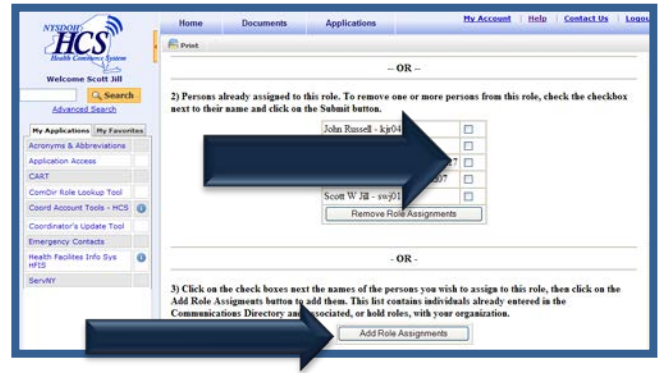 NYSDOH
HCS
Health Commerce System
Welcome Scott Jill
Search
Advanced Search
My Applications My Favorites
Acronyms & Abbreviations
Application Access
CART
ComDir Role Lookup Tool
Coord Account Tools - HCS
Coordinator's Update Tool
Emergency Contacts
Health Facilites Info Sys
HFIS
ServNY
Home Documents Applications My Account Help Contact Us Logou
Print
-- OR --
2) Persons already assigned to this role. To remove one or more persons from this role, check the checkbox
next to their name and click on the Submit button.
John Russell - kjr04
7
07
Scott W Jill - swj01
Remove Role Assignments
- OR -
3) Click on the check boxes next the names of the persons you wish to assign to this role, then click on the
Add Role Assigments button to add them. This list contains individuals already entered in the
Communications Directory and associated, or hold roles, with your organization.
Add Role Assignments